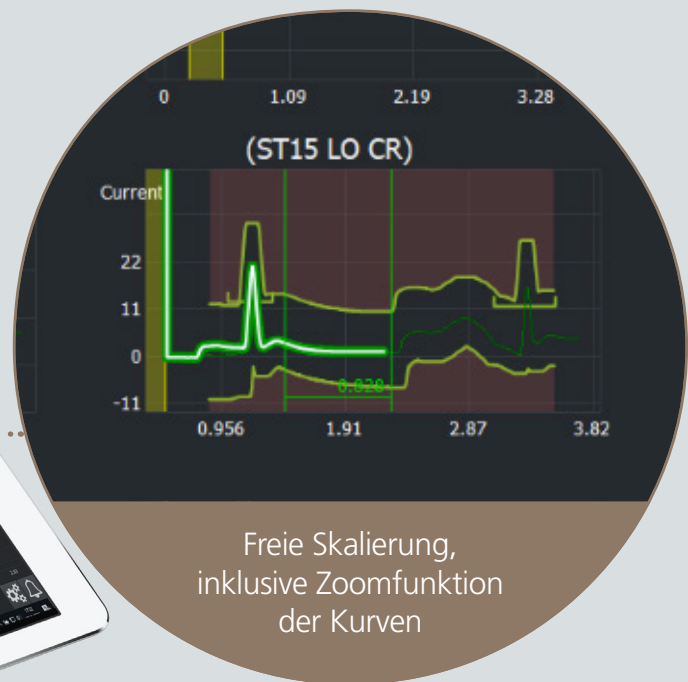 0 1.09 2.19 3.28
(ST15 LO CR)
Current
22
11
0
-11
0.828
0.956 1.91 2.87 3.82
Freie Skalierung,
inklusive Zoomfunktion
der Kurven